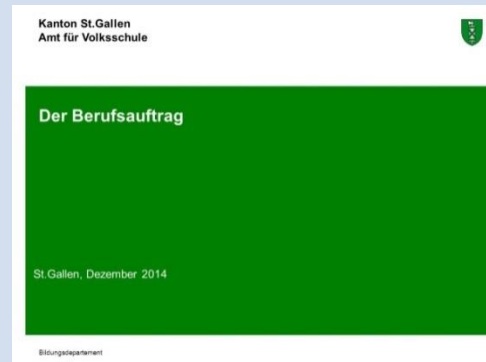 Kanton St.Gallen
Amt für Volksschule
Der Berufsauftrag
St.Gallen, Dezember 2014
Bildungsdepartement